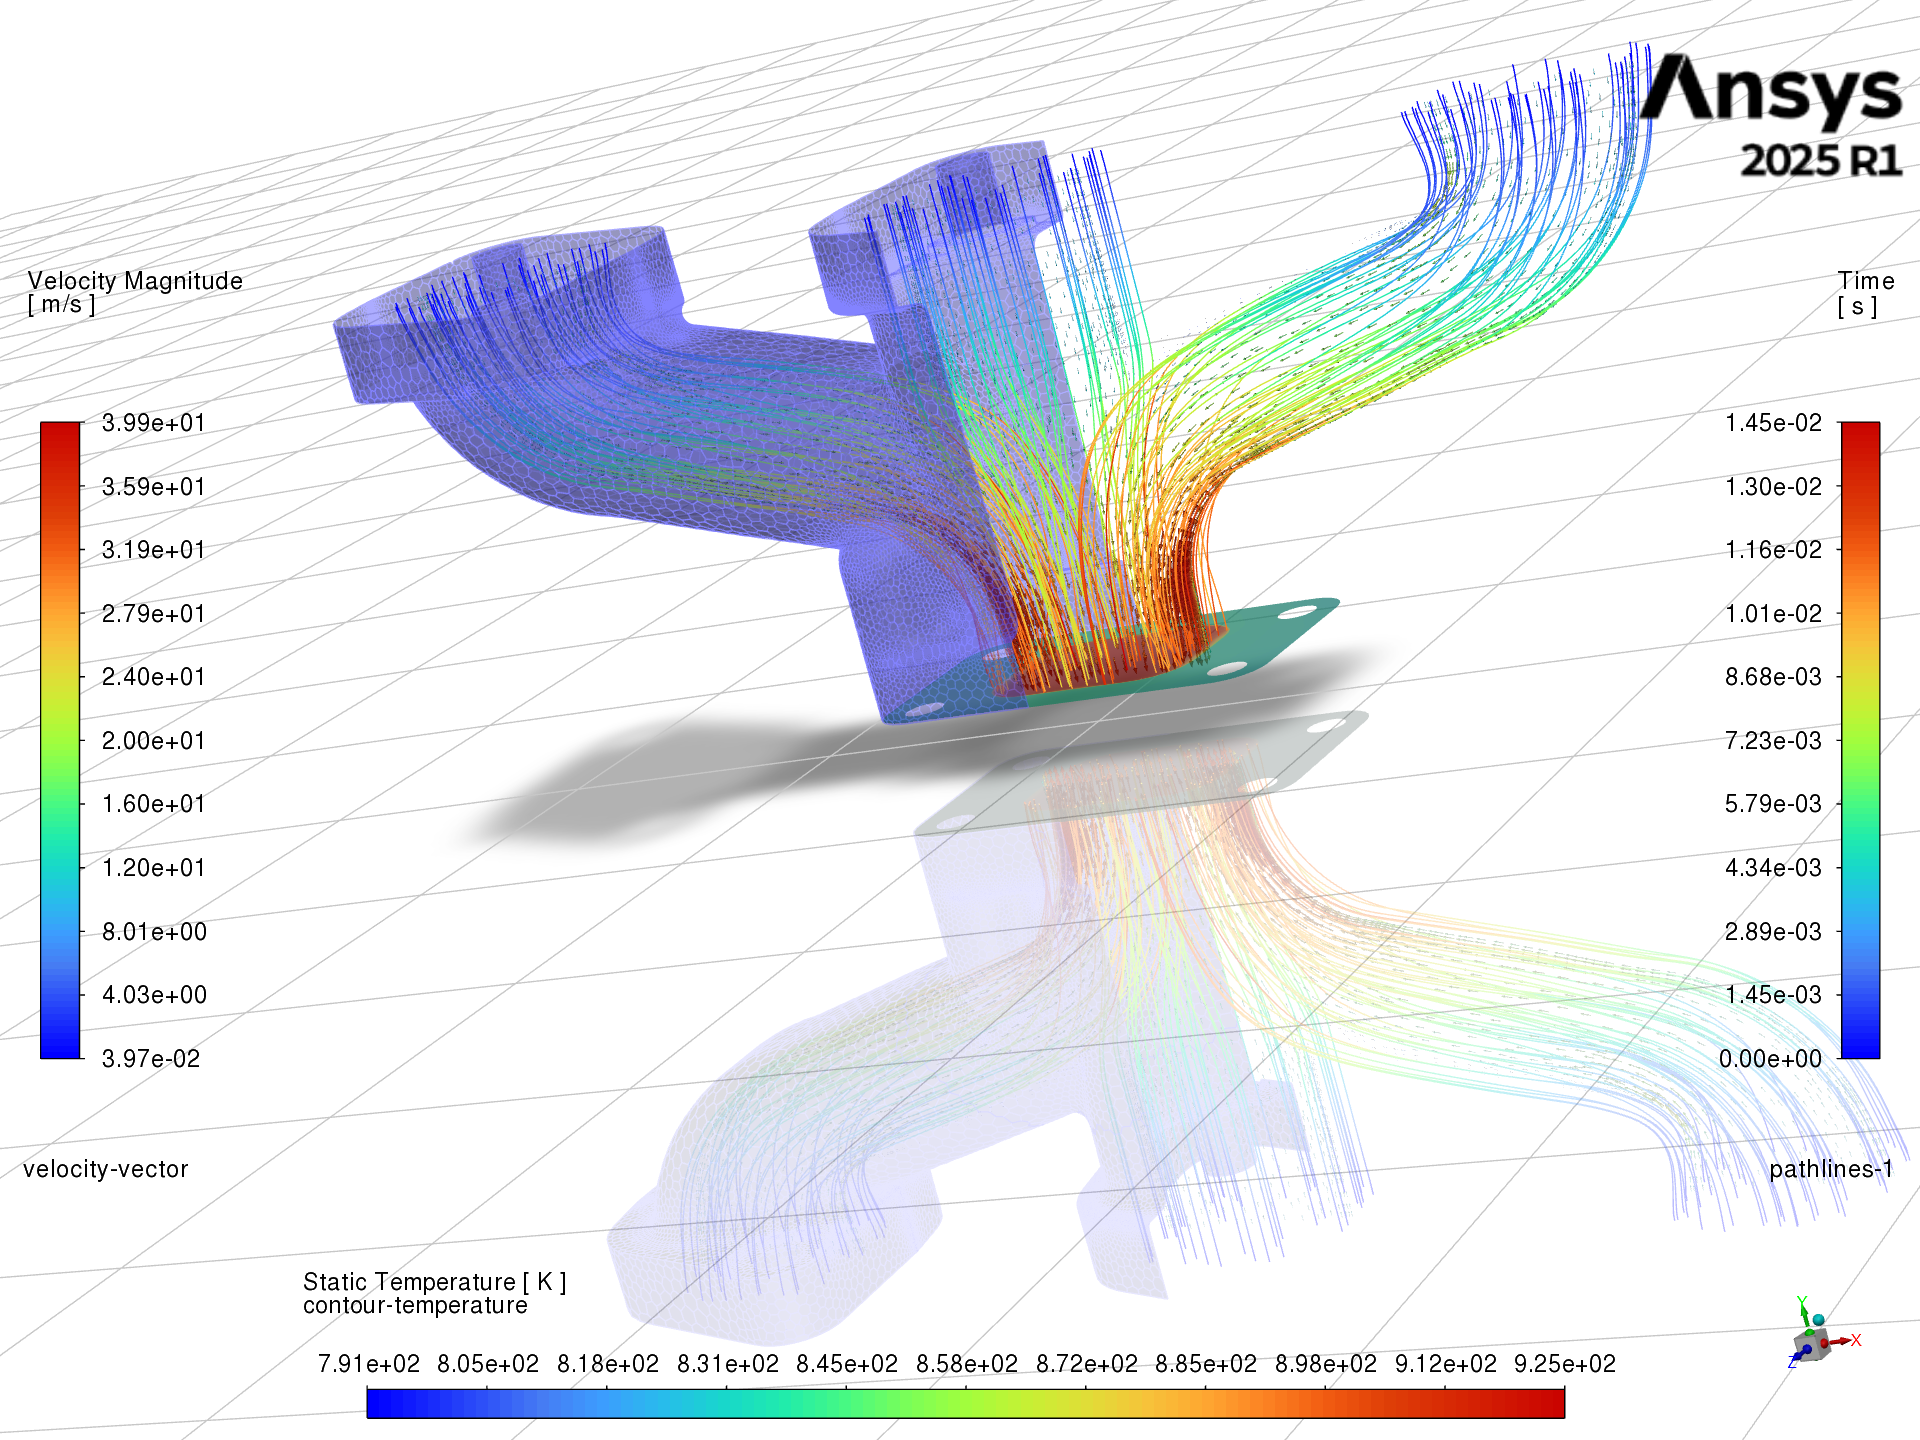 Ansys
2025 R1
Velocity Magnitude
[ m/s ]
3.99e+01
3.59e+01
3.19e+01
2.79e+01
2.40e+01
2.00e+01
1.60e+01
1.20e+01
8.01e+00
4.03e+00
3.97e-02
velocity-vector
Time
[ s ]
1.45e-02
1.30e-02
1.16e-02
1.01e-02
8.68e-03
7.23e-03
5.79e-03
4.34e-03
2.89e-03
1.45e-03
0.00e+00
pathlines-1
Static Temperature [ K ]
contour-temperature
7.91e+02 8.05e+02 8.18e+02 8.31e+02 8.45e+02 8.58e+02 8.72e+02 8.85e+02 8.98e+02 9.12e+02 9.25e+02
Y
X
Z